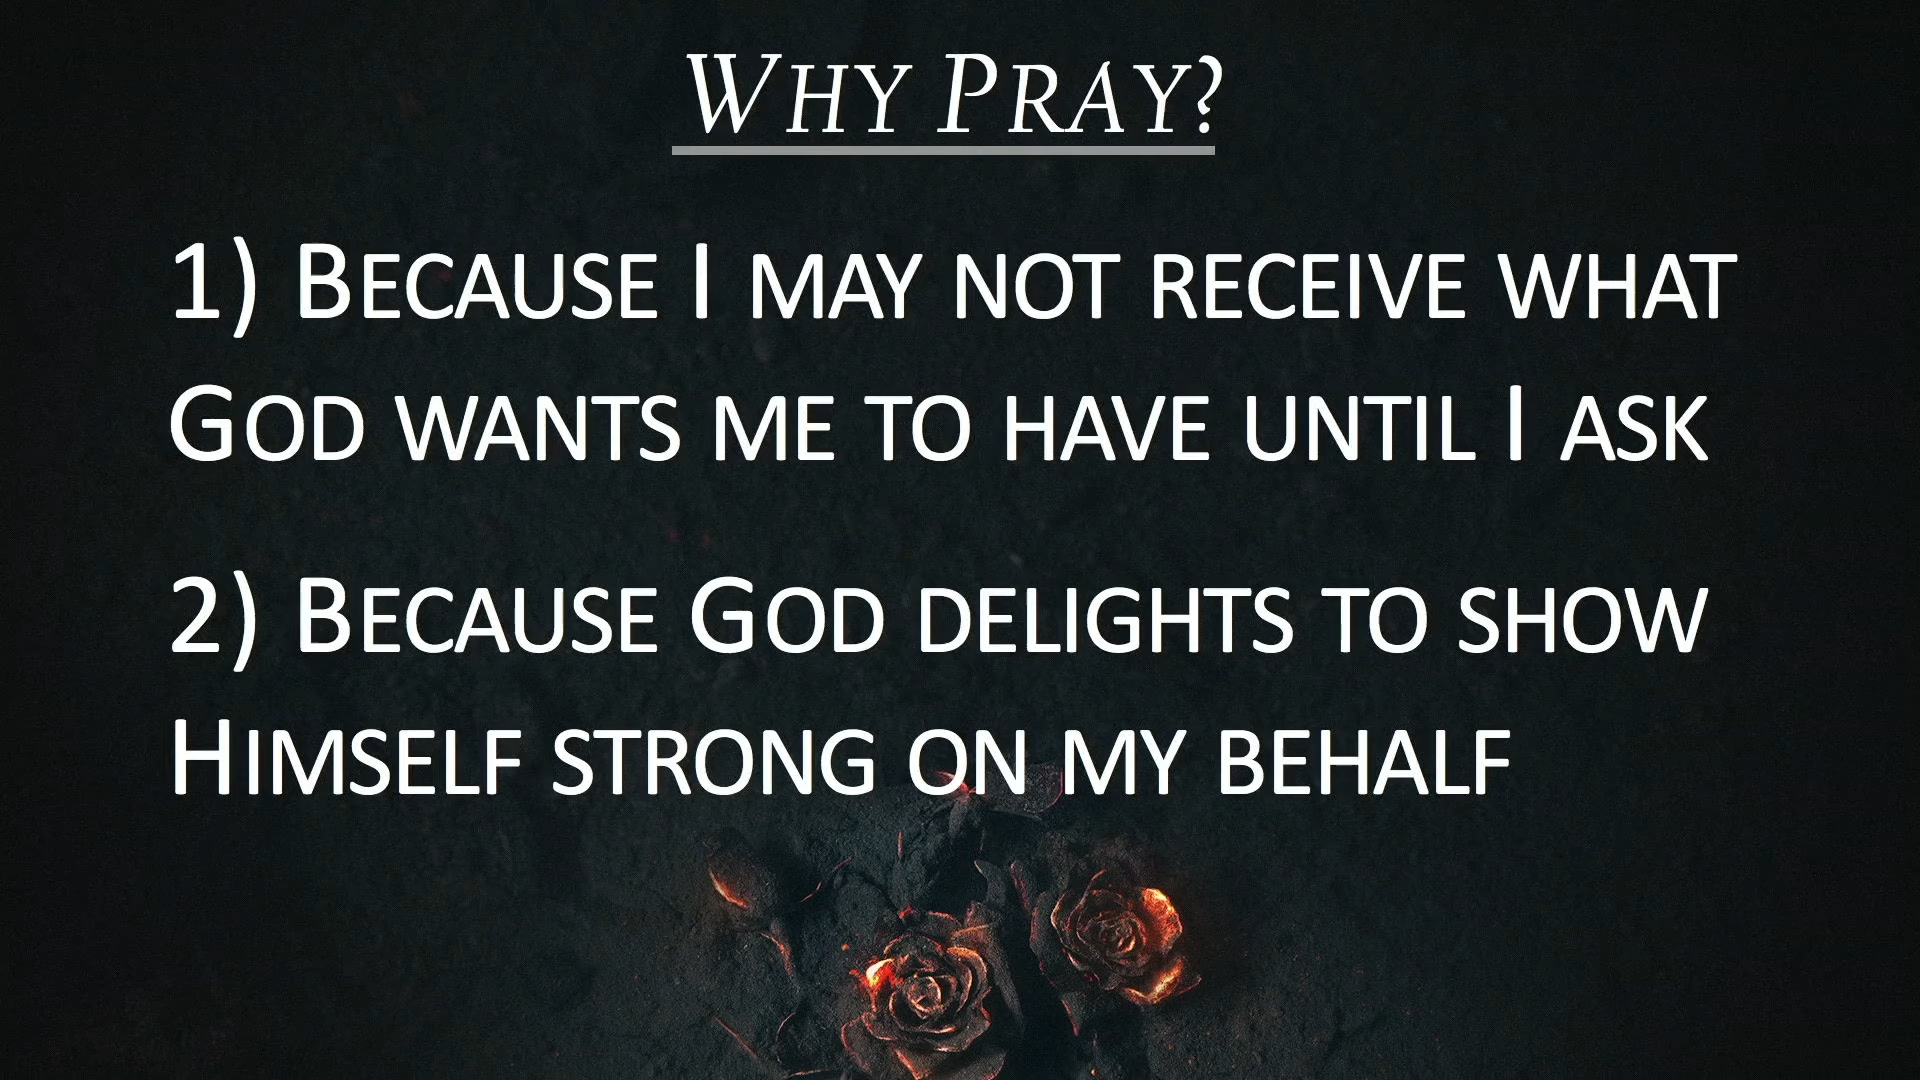 Why Pray?
1) Because I may not receive what
God wants me to have until I ask
2) Because God delights to show
Himself strong on my behalf